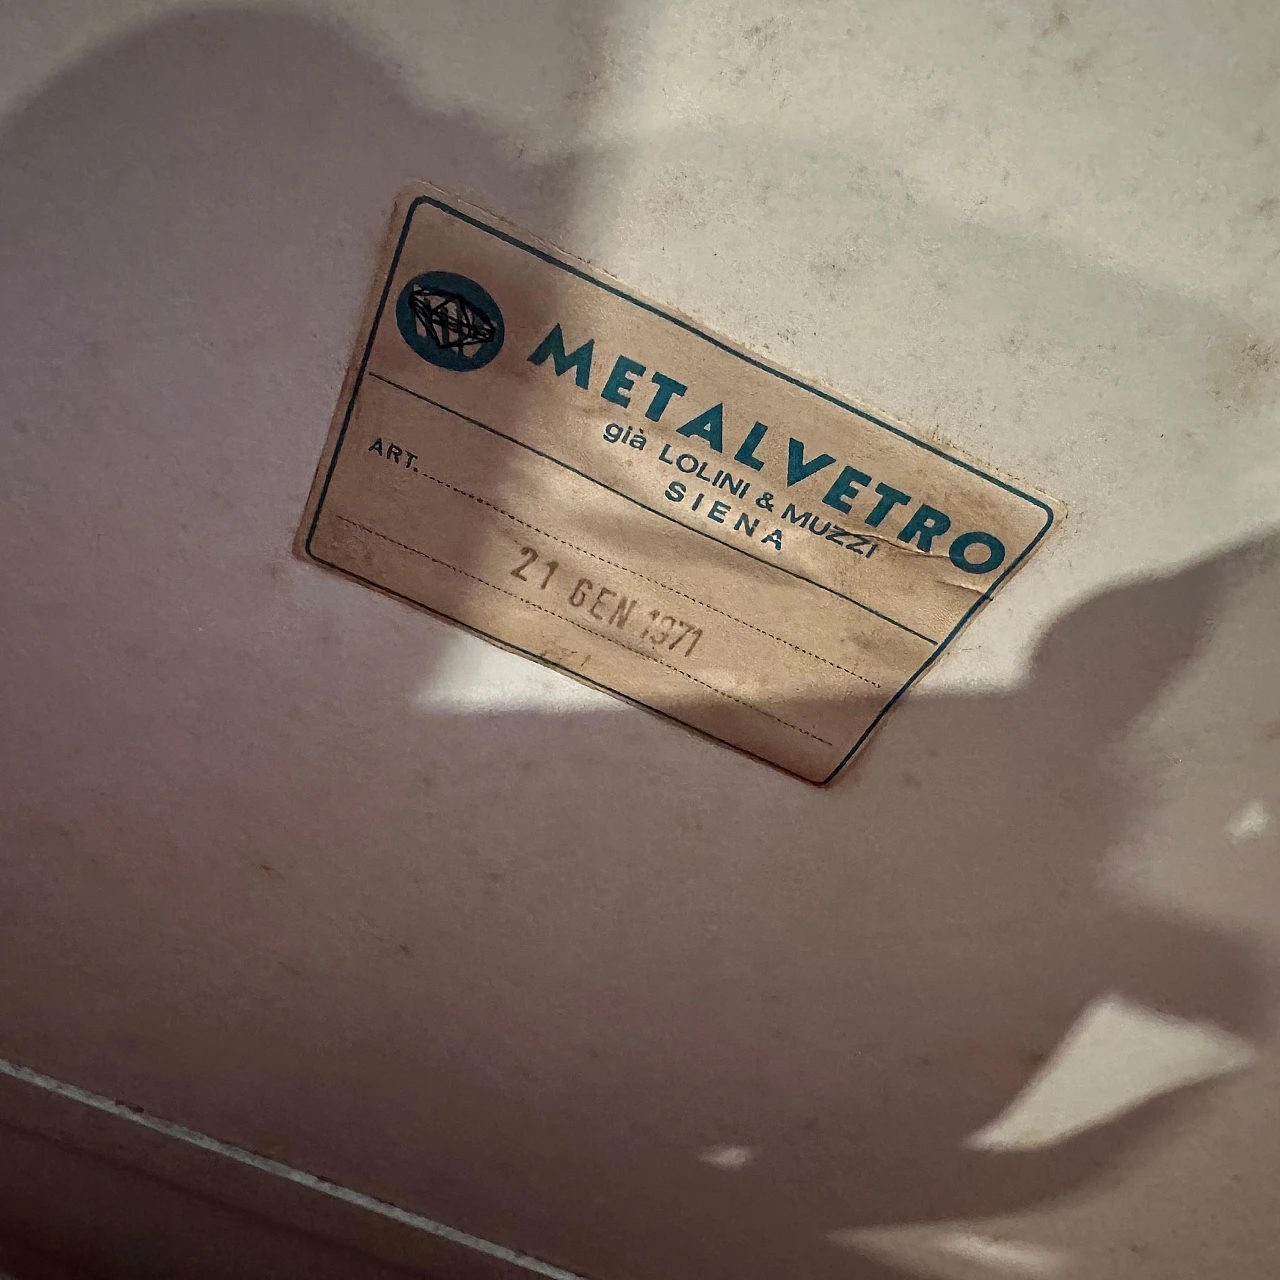 METALVETRO
già LOLINI & MUZZI
SIENA
ART.
21 GEN 1971